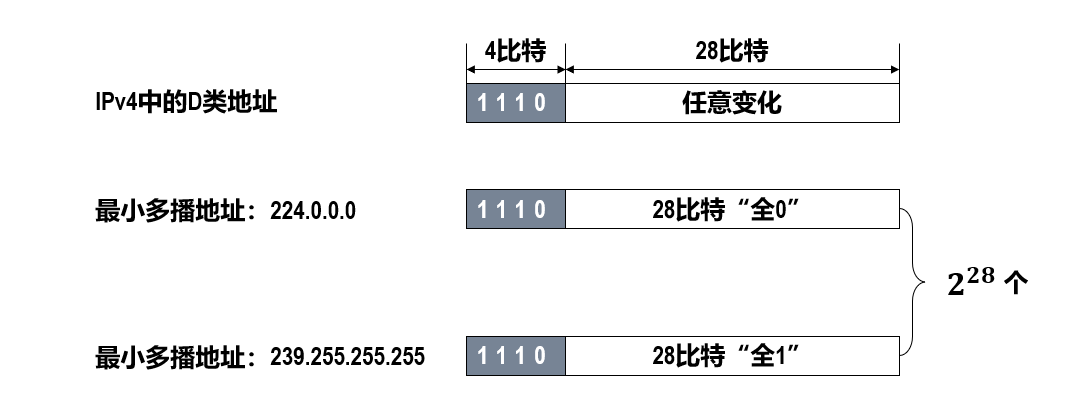 4比特 28比特
IPv4中的D类地址 1 1 1 0 任意变化
最小多播地址：224.0.0.0 1 1 1 0 28比特“全0”
2^28 个
最小多播地址：239.255.255.255 1 1 1 0 28比特“全1”